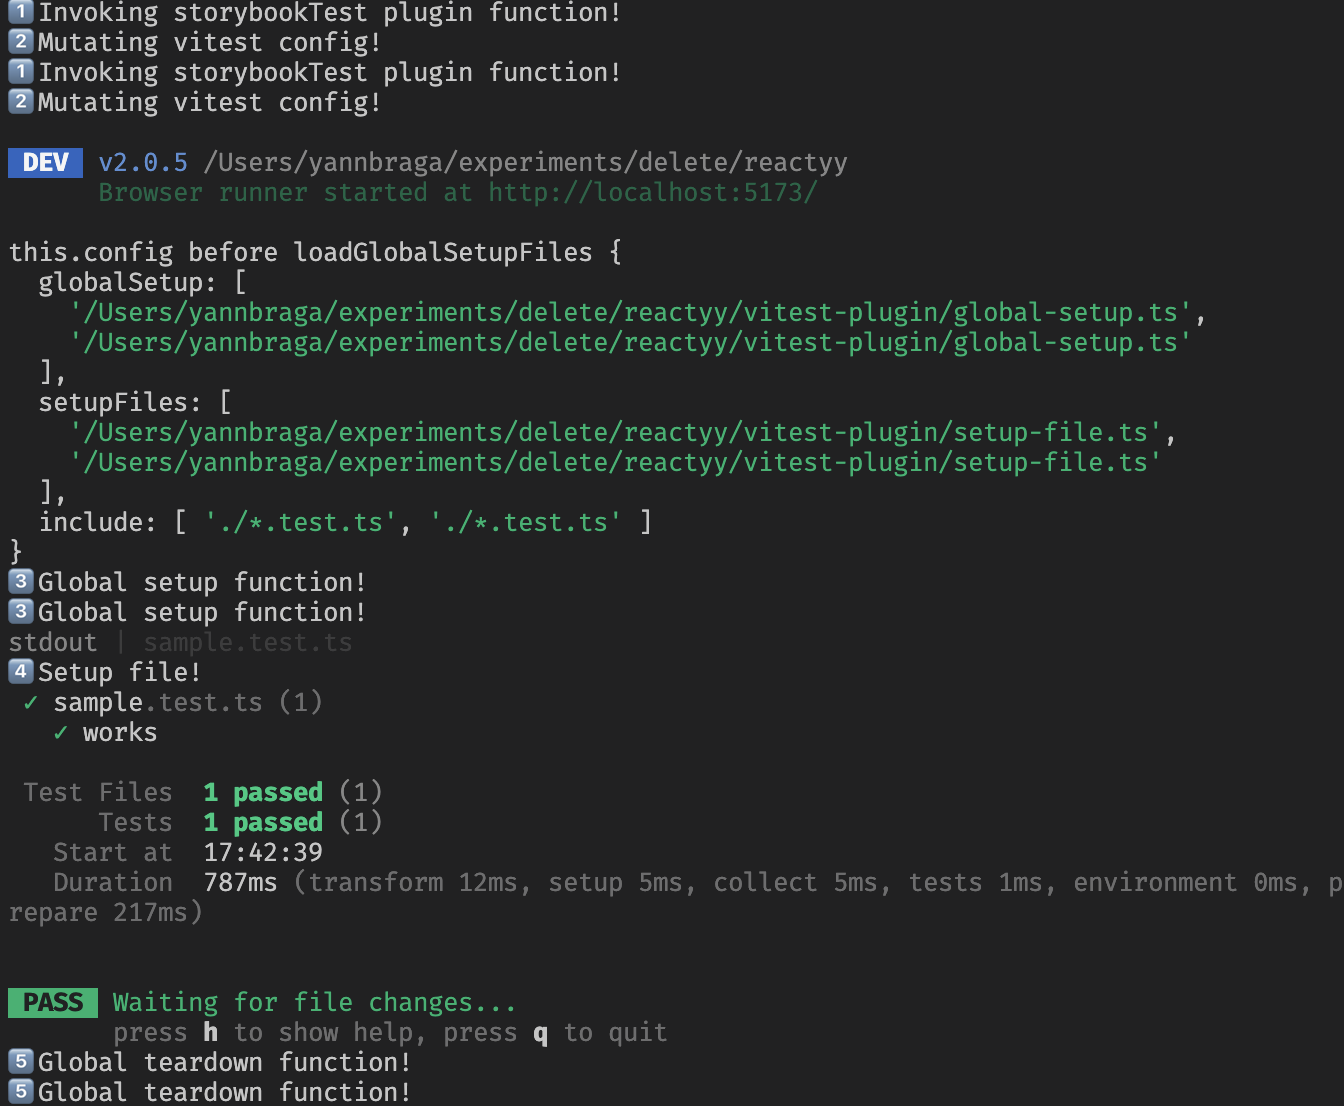 1️⃣Invoking storybookTest plugin function!
2️⃣Mutating vitest config!
1️⃣Invoking storybookTest plugin function!
2️⃣Mutating vitest config!
DEV v2.0.5 /Users/yannbraga/experiments/delete/reactyy
Browser runner started at http://localhost:5173/
this.config before loadGlobalSetupFiles {
globalSetup: [
'/Users/yannbraga/experiments/delete/reactyy/vitest-plugin/global-setup.ts',
'/Users/yannbraga/experiments/delete/reactyy/vitest-plugin/global-setup.ts'
],
setupFiles: [
'/Users/yannbraga/experiments/delete/reactyy/vitest-plugin/setup-file.ts',
'/Users/yannbraga/experiments/delete/reactyy/vitest-plugin/setup-file.ts'
],
include: [ './*.test.ts', './*.test.ts' ]
}
3️⃣Global setup function!
3️⃣Global setup function!
stdout | sample.test.ts
4️⃣Setup file!
✓ sample.test.ts (1)
✓ works
Test Files 1 passed (1)
Tests 1 passed (1)
Start at 17:42:39
Duration 787ms (transform 12ms, setup 5ms, collect 5ms, tests 1ms, environment 0ms, p
repare 217ms)
PASS Waiting for file changes...
press h to show help, press q to quit
5️⃣Global teardown function!
5️⃣Global teardown function!